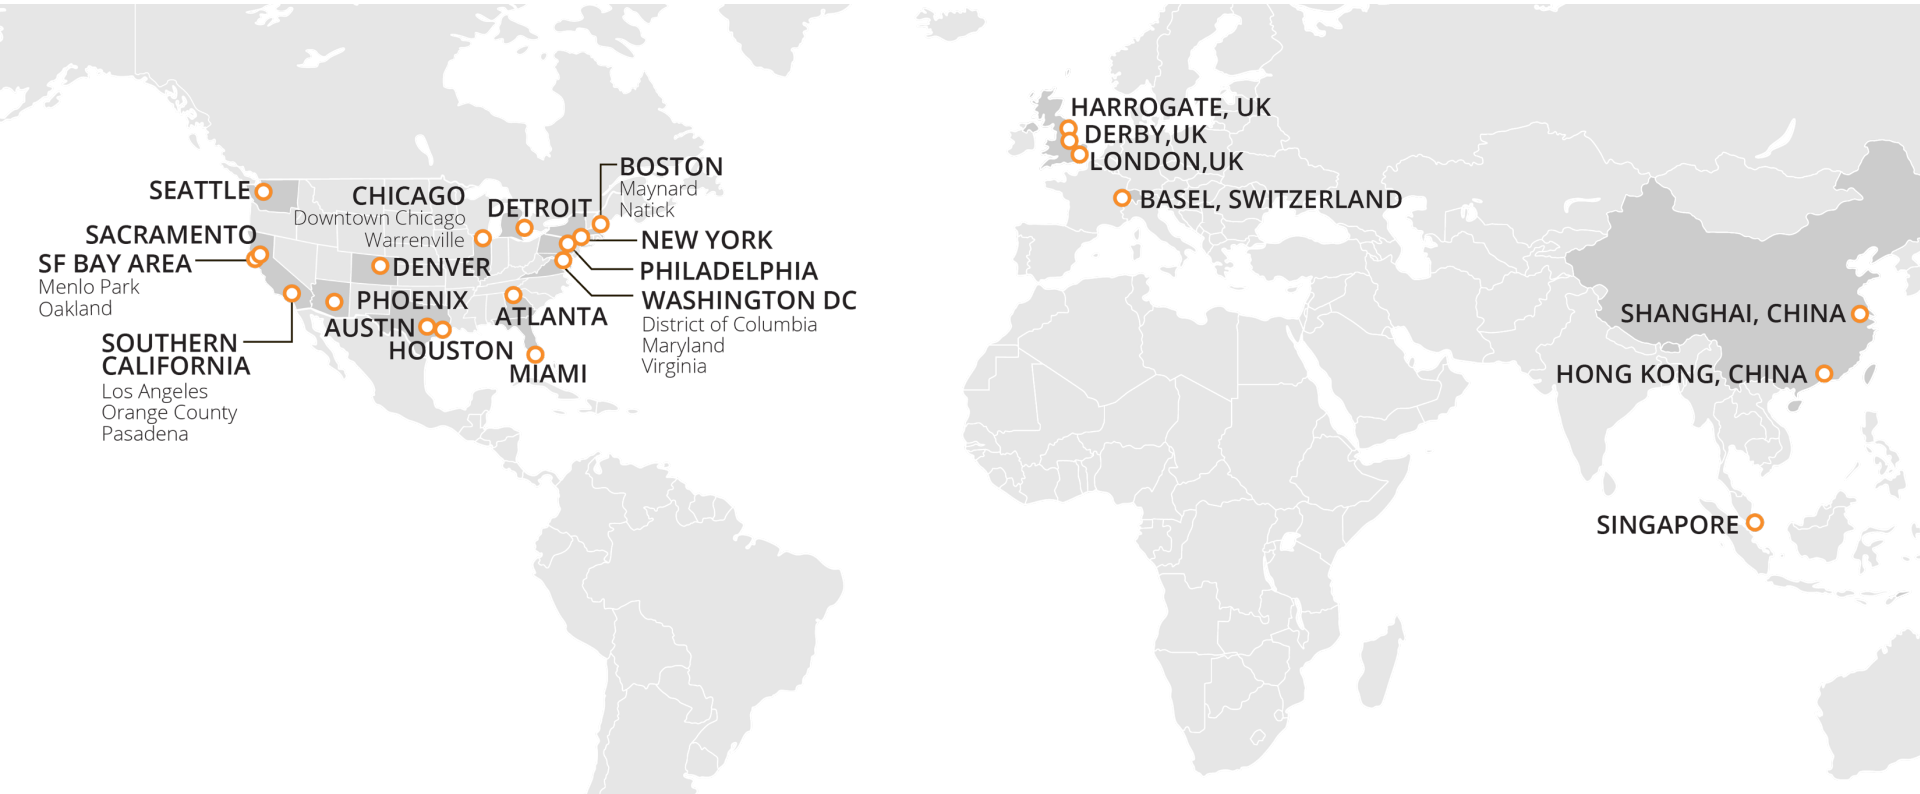 SEATTLE
SACRAMENTO
SF BAY AREA
Menlo Park
Oakland
SOUTHERN
CALIFORNIA
Los Angeles
Orange County
Pasadena
CHICAGO
Downtown Chicago
Warrenville
DETROIT
DENVER
PHOENIX
AUSTIN
HOUSTON
ATLANTA
MIAMI
BOSTON
Maynard
Natick
NEW YORK
PHILADELPHIA
WASHINGTON DC
District of Columbia
Maryland
Virginia
HARROGATE, UK
DERBY,UK
LONDON,UK
BASEL, SWITZERLAND
SHANGHAI, CHINA
HONG KONG, CHINA
SINGAPORE